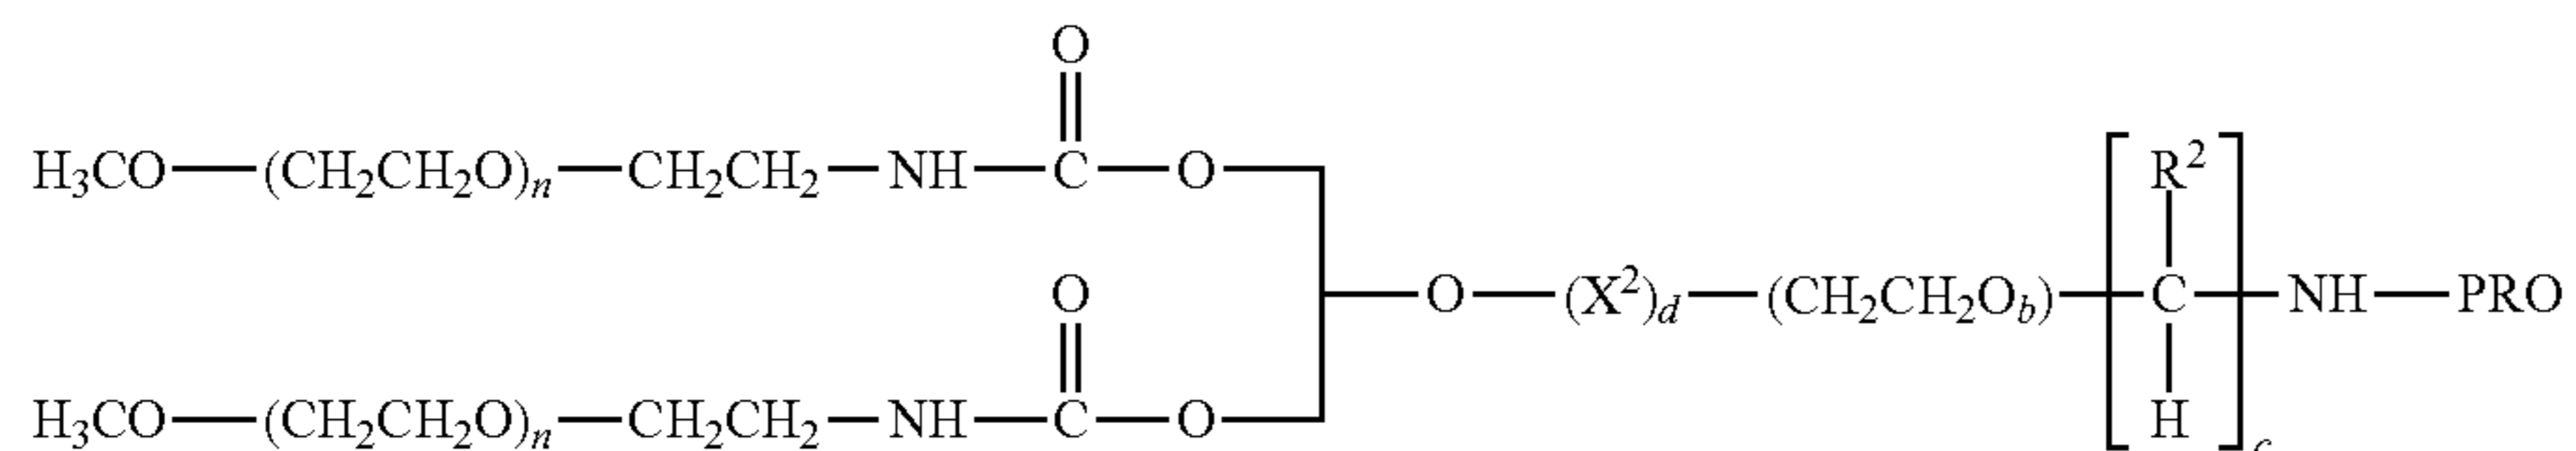 O
R²
H₃CO—(CH₂CH₂O)ₙ—CH₂CH₂—NH—C—O
O
O—(X²)d—(CH₂CH₂Ob)—C—NH—PRO
H₃CO—(CH₂CH₂O)ₙ—CH₂CH₂—NH—C—O
H
c